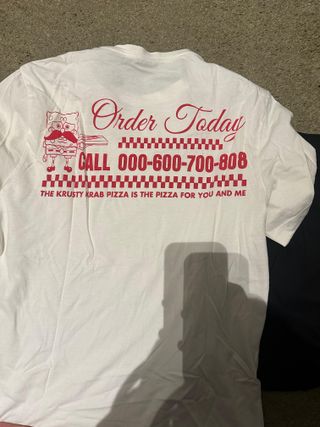 Order Today
CALL 000-600-700-808
THE KRUSTY KRAB PIZZA IS THE PIZZA FOR YOU AND ME